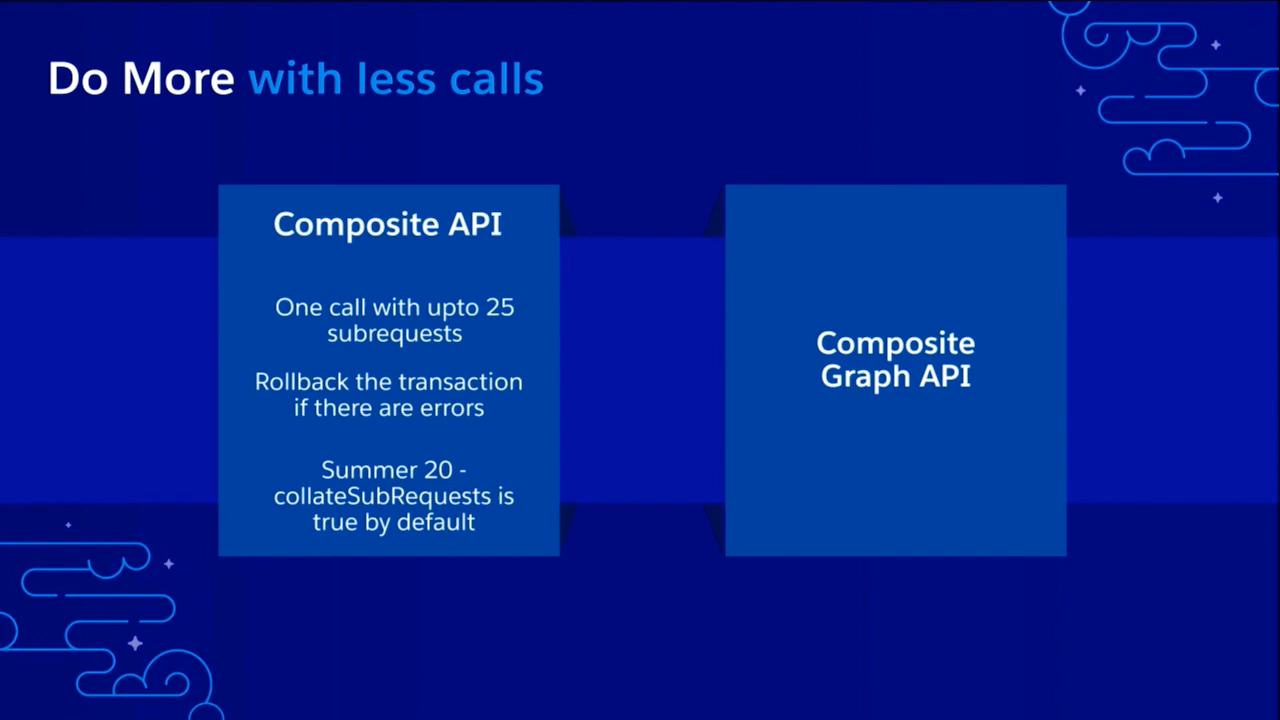 Do More with less calls
Composite API
One call with upto 25
subrequests
Rollback the transaction
if there are errors
Summer 20 -
collateSubRequests is
true by default
Composite
Graph API